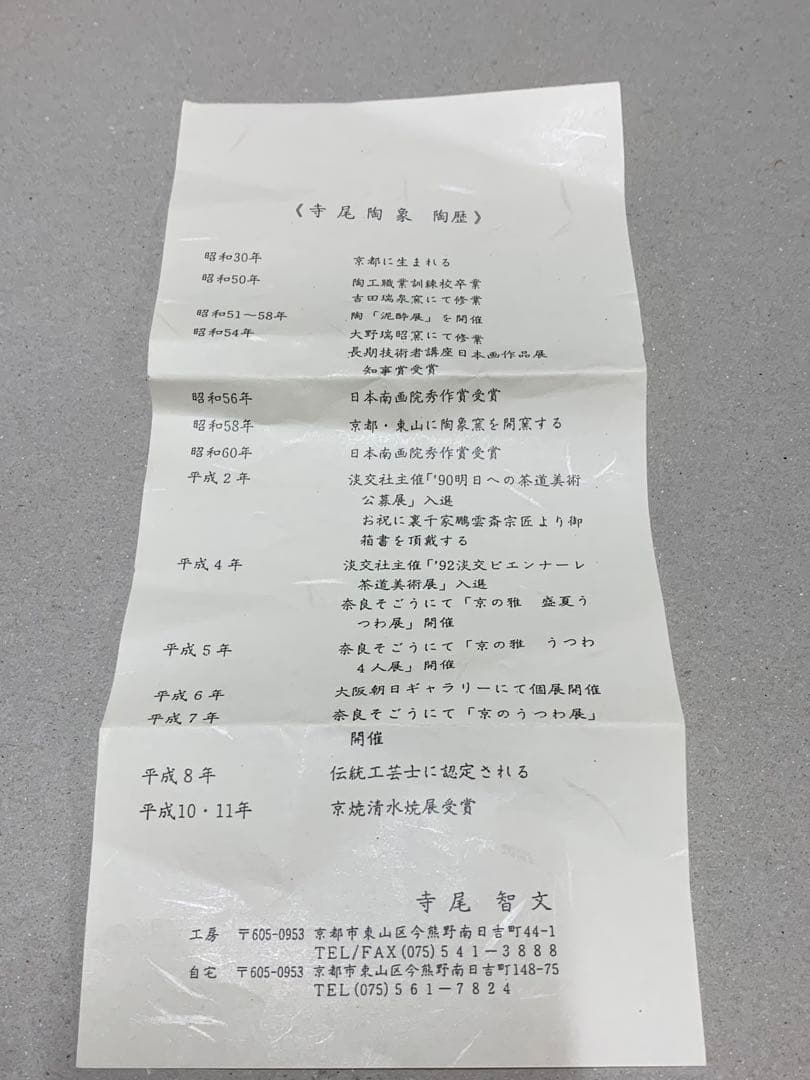 《寺尾陶象 陶歴》
昭和30年 京都に生まれる
昭和50年 陶工職業訓練校卒業
吉田瑞泉窯にて修業
昭和51～58年 陶「泥酔展」を開催
昭和54年 大野瑞昭窯にて修業
長期技術者講座日本画作品展
知事賞受賞
昭和56年 日本南画院秀作賞受賞
昭和58年 京都・東山に陶象窯を開窯する
昭和60年 日本南画院秀作賞受賞
平成2年 淡交社主催「'90明日への茶道美術
公募展」入選
お祝に裏千家鵬雲斎宗匠より御
箱書を頂戴する
平成4年 淡交社主催「'92淡交ビエンナーレ
茶道美術展」入選
奈良そごうにて「京の雅 盛夏う
つわ展」開催
平成5年 奈良そごうにて「京の雅 うつわ
4人展」開催
平成6年 大阪朝日ギャラリーにて個展開催
平成7年 奈良そごうにて「京のうつわ展」
開催
平成8年 伝統工芸士に認定される
平成10・11年 京焼清水焼展受賞
寺尾 智文
工房 〒605-0953 京都市東山区今熊野南日吉町44-1
TEL/FAX(075)541－3888
自宅 〒605-0953 京都市東山区今熊野南日吉町148-75
TEL(075)561－7824